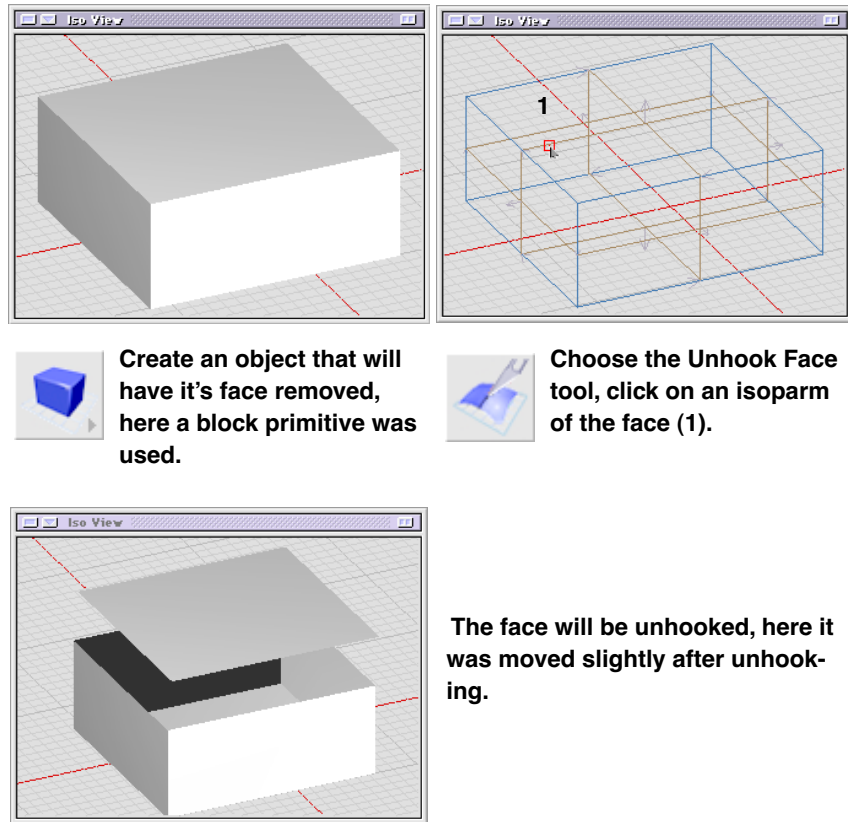 Iso View
Iso View
1
Create an object that will
have it's face removed,
here a block primitive was
used.
Choose the Unhook Face
tool, click on an isoparm
of the face (1).
Iso View
The face will be unhooked, here it
was moved slightly after unhook-
ing.